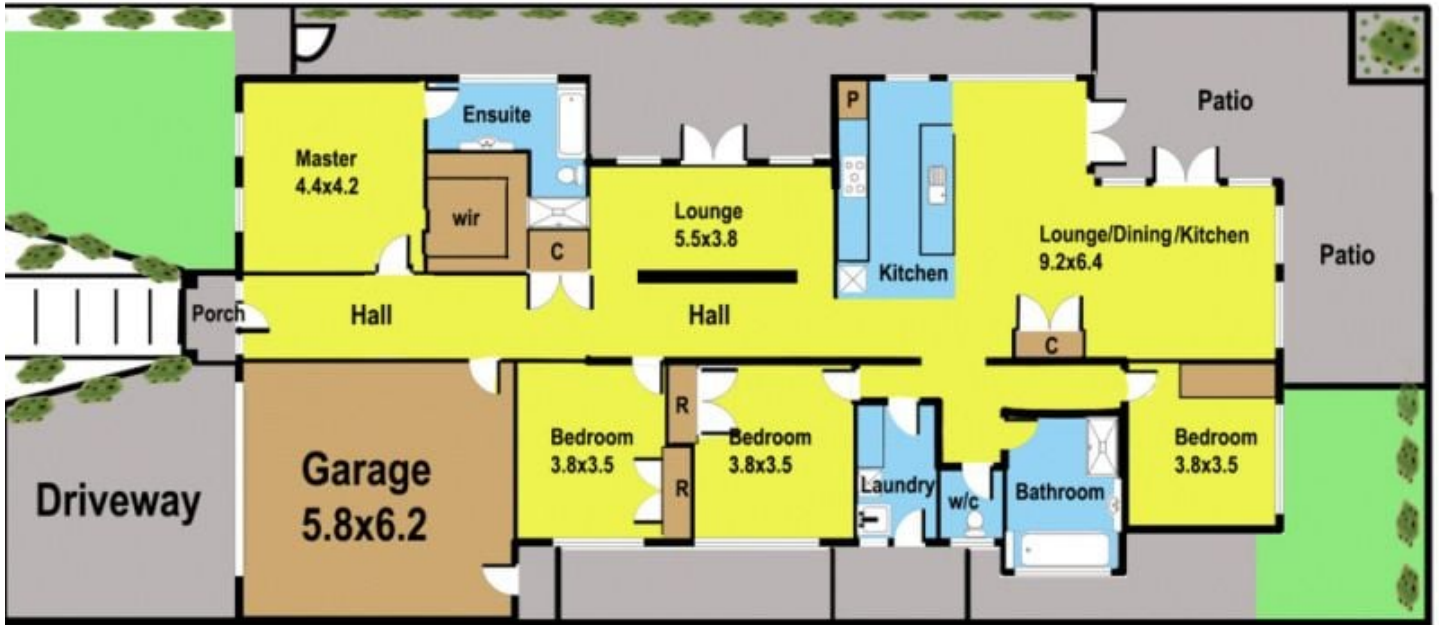 Ensuite
P
Patio
Master
4.4x4.2
wir
C
Lounge
5.5x3.8
Lounge/Dining/Kitchen
9.2x6.4
Kitchen
Patio
Porch
Hall
Hall
C
R
Bedroom
3.8x3.5
Bedroom
3.8x3.5
Bedroom
3.8x3.5
R
Garage
5.8x6.2
Driveway
Laundry
w/c
Bathroom